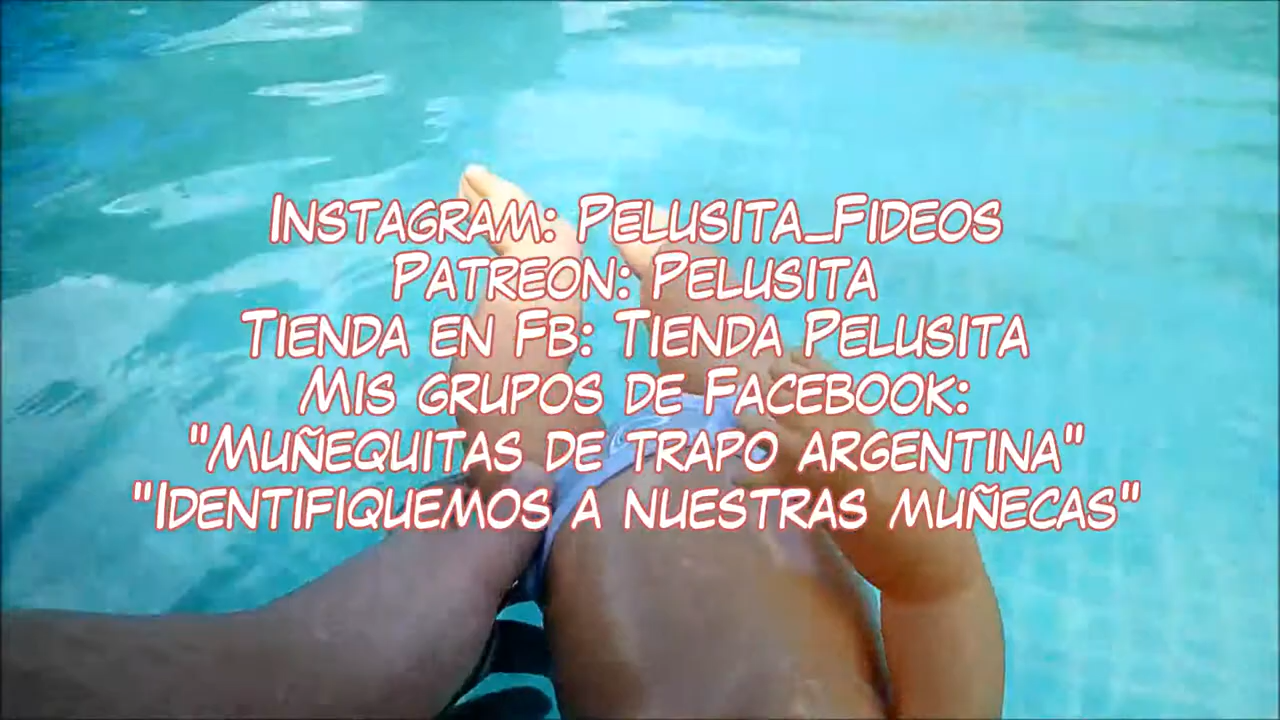 Instagram: Pelusita_Fideos
Patreon: Pelusita
Tienda en Fb: Tienda Pelusita
Mis grupos de Facebook:
"Muñequitas de trapo argentina"
"Identifiquemos a nuestras muñecas"